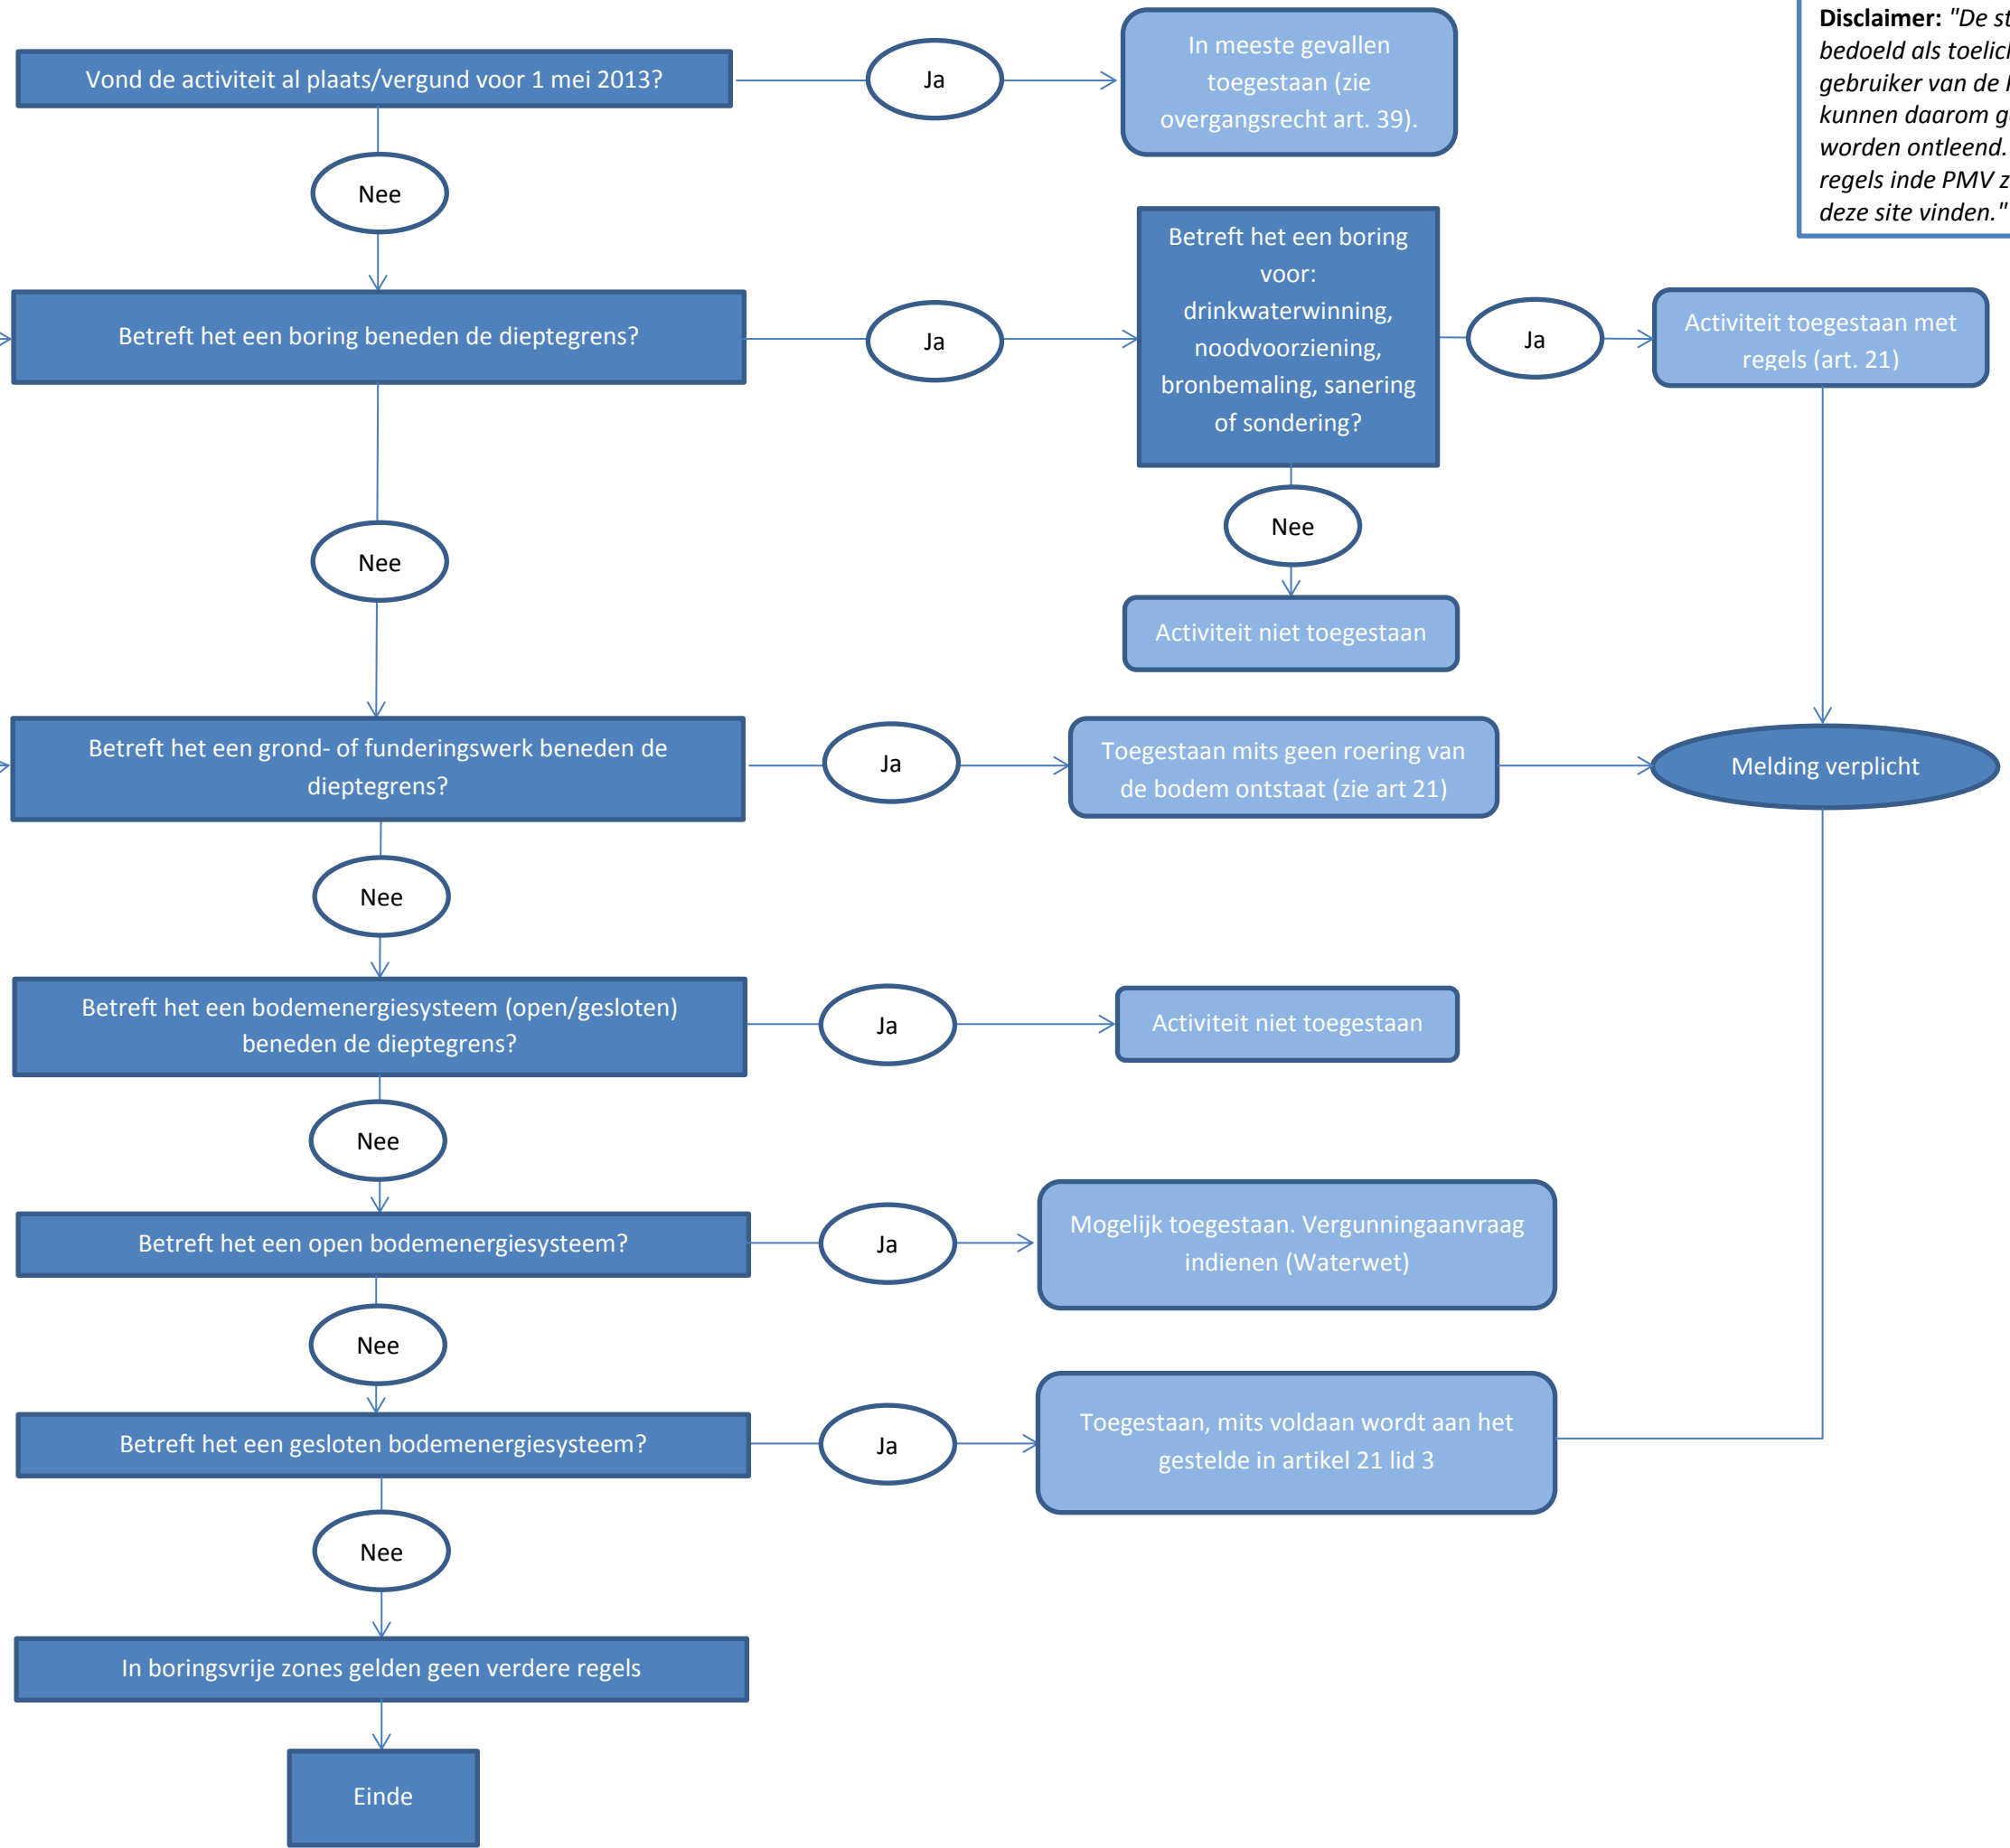 Disclaimer: "De st
bedoeld als toelich
gebruiker van de
kunnen daarom g
worden ontleend.
regels inde PMV z
deze site vinden."
Vond de activiteit al plaats/vergund voor 1 mei 2013?
Ja
In meeste gevallen
toegestaan (zie
overgangsrecht art. 39).
Nee
Betreft het een boring beneden de dieptegrens?
Ja
Betreft het een boring
voor:
drinkwaterwinning,
noodvoorziening,
bronbemaling, sanering
of sondering?
Ja
Activiteit toegestaan met
regels (art. 21)
Nee
Activiteit niet toegestaan
Nee
Betreft het een grond- of funderingswerk beneden de
dieptegrens?
Ja
Toegestaan mits geen roering van
de bodem ontstaat (zie art 21)
Melding verplicht
Nee
Betreft het een bodemenergiesysteem (open/gesloten)
beneden de dieptegrens?
Ja
Activiteit niet toegestaan
Nee
Betreft het een open bodemenergiesysteem?
Ja
Mogelijk toegestaan. Vergunningaanvraag
indienen (Waterwet)
Nee
Betreft het een gesloten bodemenergiesysteem?
Ja
Toegestaan, mits voldaan wordt aan het
gestelde in artikel 21 lid 3
Nee
In boringsvrije zones gelden geen verdere regels
Einde